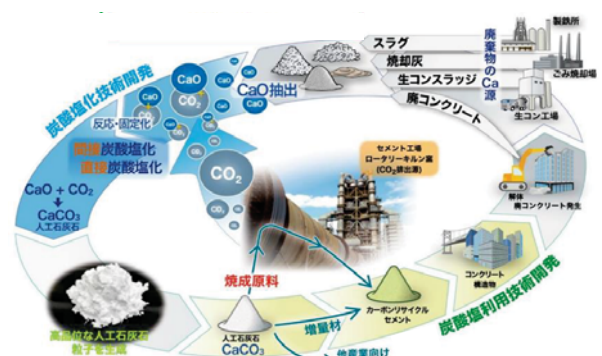 炭酸塩化技術開発
CaO
CO₂
CaO
CO₂
反応・固定化
間接炭酸塩化
直接炭酸塩化
CaO + CO₂
CaCO₃
人工石灰石
CO₂
CaO抽出
スラグ
焼却灰
生コンスラッジ
廃コンクリート
廃棄物のCa源
製鉄所
ごみ焼却場
生コン工場
セメント工場
ロータリーキルン窯
(CO₂排出源)
解体
廃コンクリート発生
コンクリート
構造物
炭酸塩利用技術開発
焼成原料
増量材
カーボンリサイクル
セメント
人工石灰石
CaCO₃
他産業向け
高品位な人工石灰石
粒子を生成